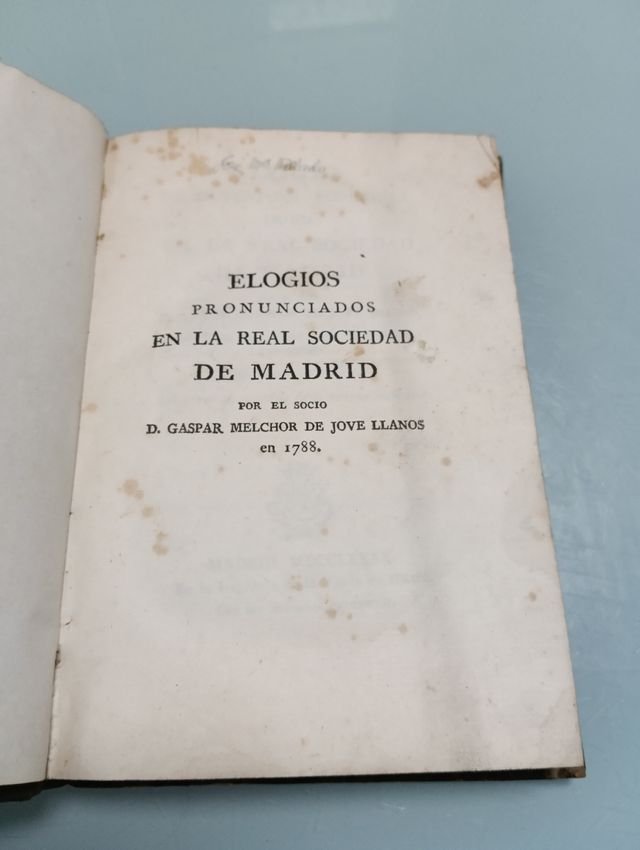 ELOGIOS
PRONUNCIADOS
EN LA REAL SOCIEDAD
DE MADRID
POR EL SOCIO
D. GASPAR MELCHOR DE JOVE LLANOS
en 1788.